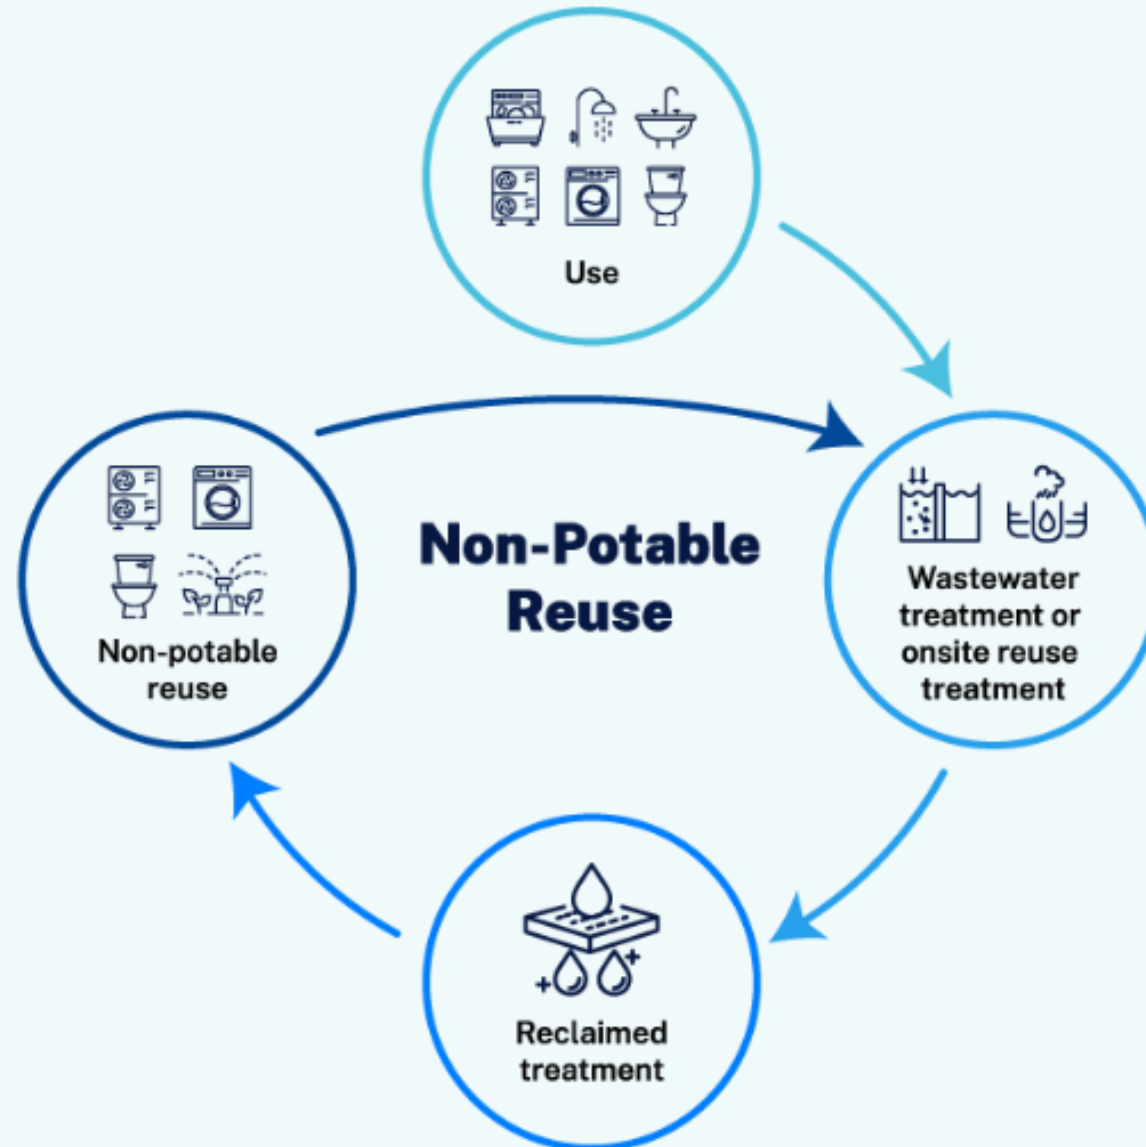 Use
Non-Potable
Reuse
Wastewater
treatment or
onsite reuse
treatment
Non-potable
reuse
Reclaimed
treatment